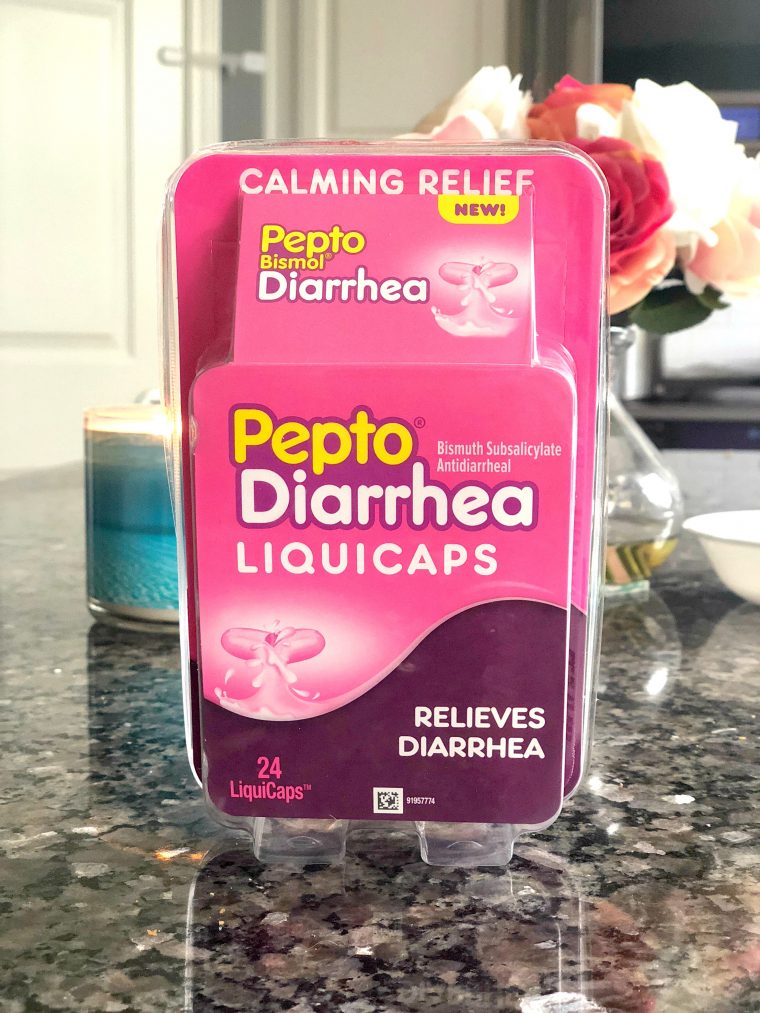 CALMING RELIEF
NEW!
Pepto
Bismol®
Diarrhea
Pepto®
Bismuth Subsalicylate
Antidiarrheal
Diarrhea
LIQUICAPS
RELIEVES
DIARRHEA
24
LiquiCaps™
91957774